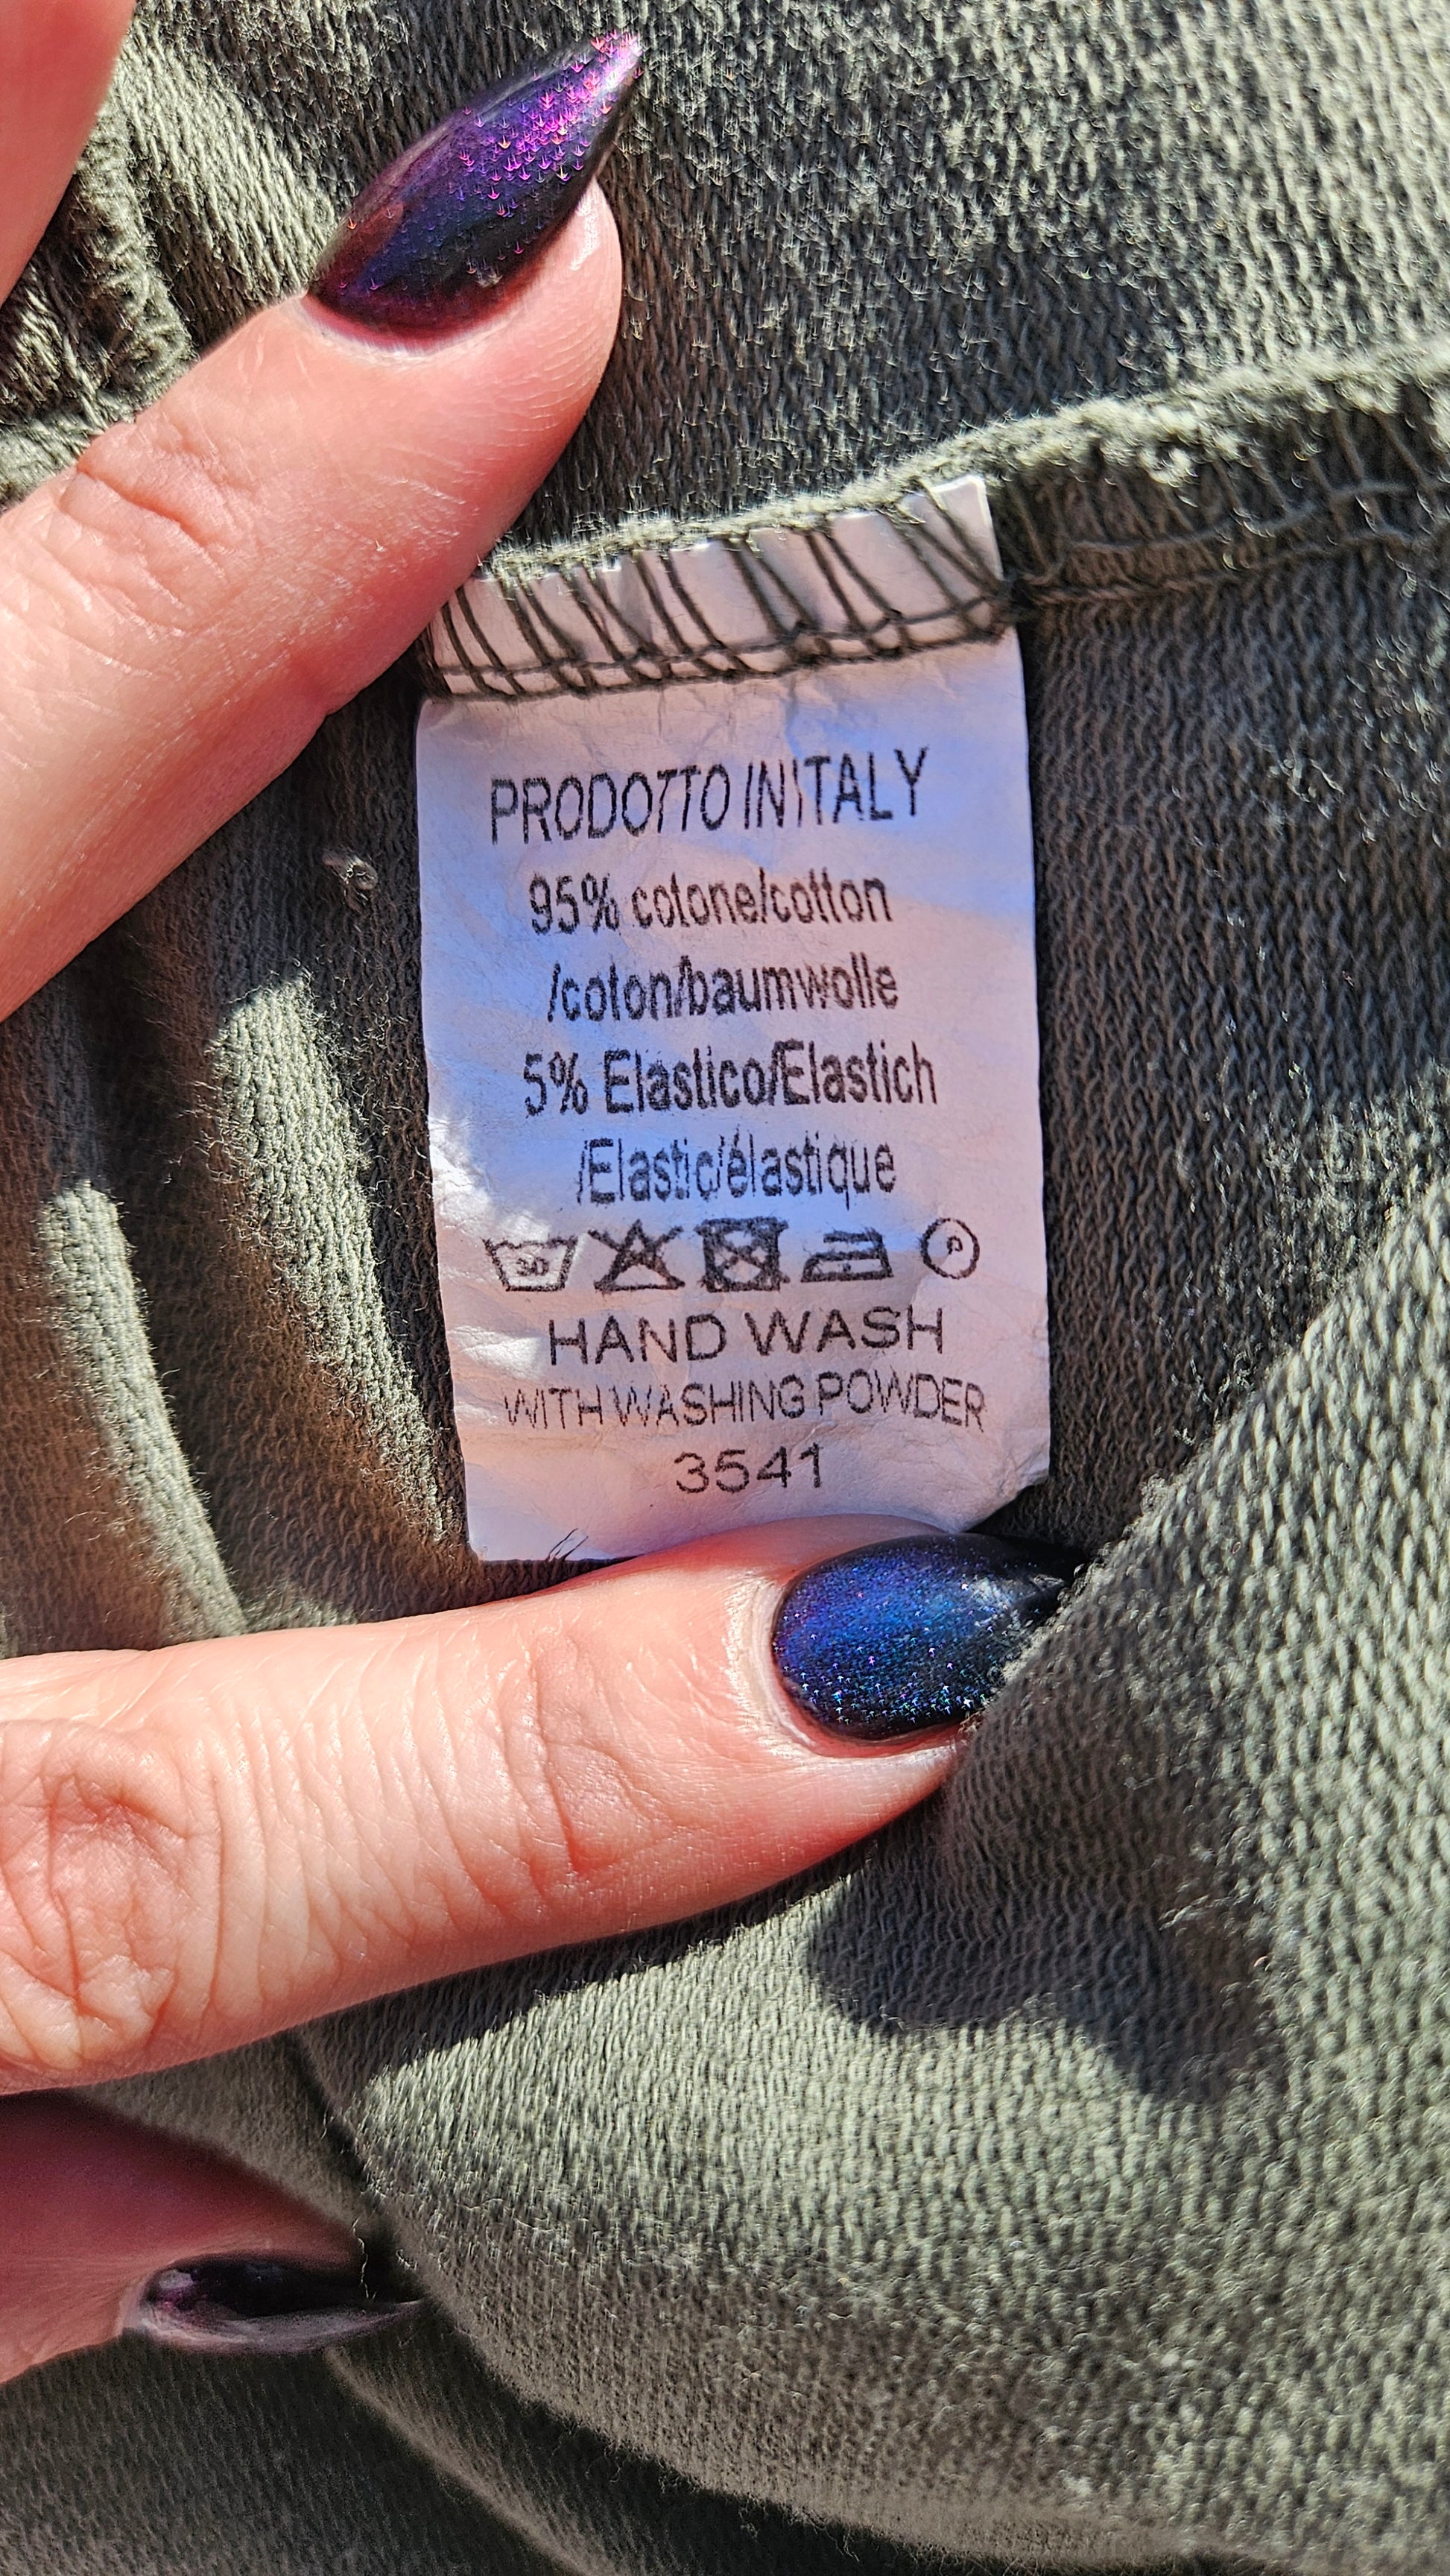 PRODOTTO IN ITALY
95% cotone/cotton
/coton/baumwolle
5% Elastico/Elastich
/Elastic/élastique
30 P
HAND WASH
WITH WASHING POWDER
3541